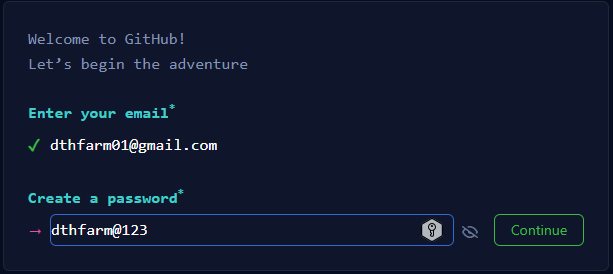 Welcome to GitHub!
Let’s begin the adventure
Enter your email*
✓ dthfarm01@gmail.com
Create a password*
→ dthfarm@123
Continue